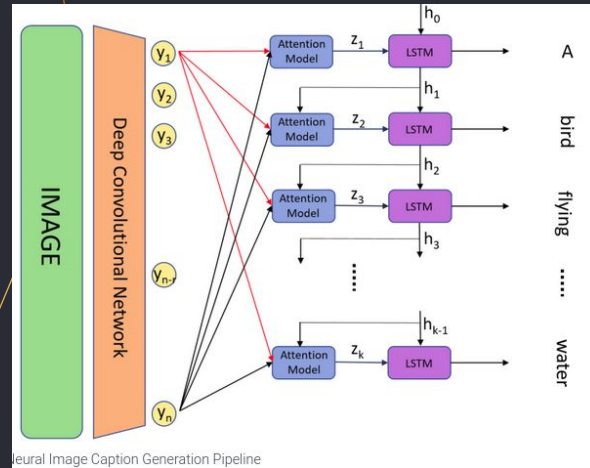 IMAGE
Deep Convolutional Network
y1
y2
y3
yn-r
yn
h0
Attention
Model
z1
LSTM
A
h1
Attention
Model
z2
LSTM
bird
h2
Attention
Model
z3
LSTM
flying
h3
......
......
hk-1
Attention
Model
zk
LSTM
water
Image Caption Generation Pipeline